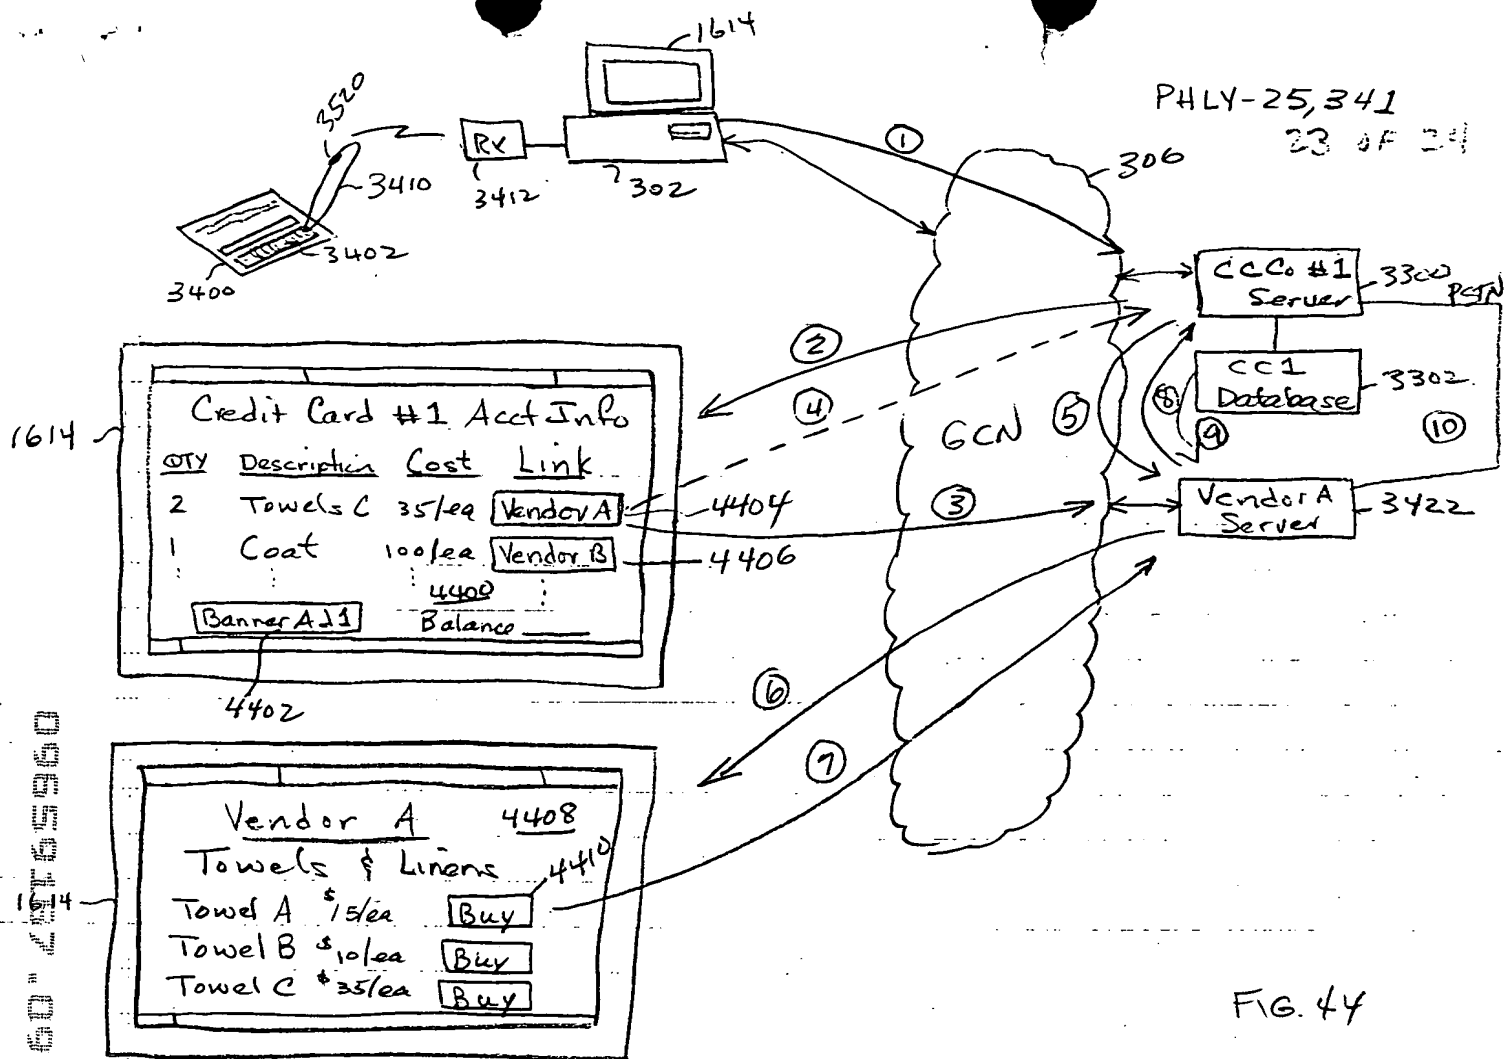 1614
PHLY-25,341
23 OF 34
3520
RX
3410
3412
302
3402
3400
①
306
CCCo #1
Server
3300
PSTN
CC1
Database
3302
②
④
⑤
⑧
⑨
⑩
GCN
1614
Credit Card #1 Acct Info
QTY Description Cost Link
2 Towels C 35/ea Vendor A
4404
1 Coat 100/ea Vendor B
4406
4400
Banner Ad 1 Balance
4402
③
Vendor A
Server
3422
⑥
⑦
Vendor A 4408
Towels & Linens
4410
1614
Towel A $15/ea Buy
Towel B $10/ea Buy
Towel C $35/ea Buy
FIG. 44